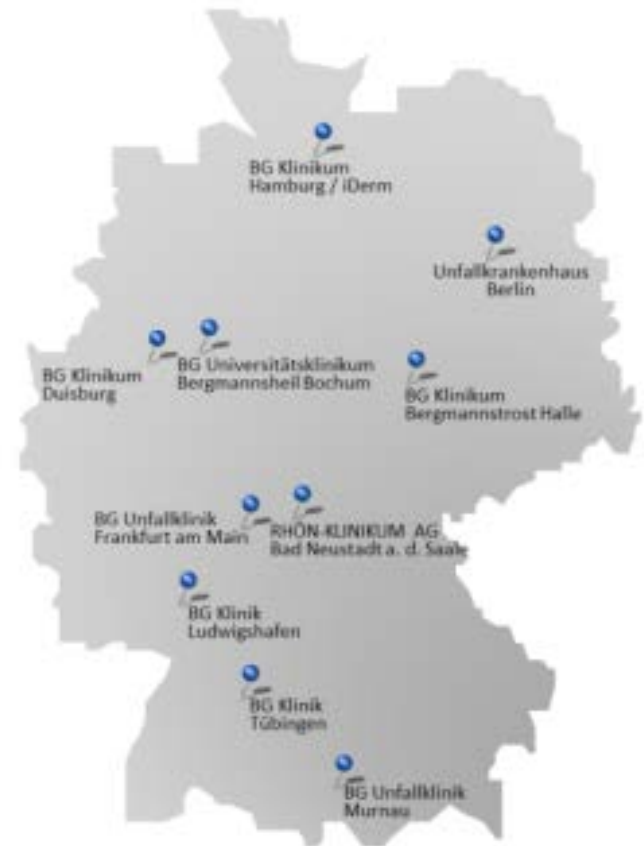 BG Klinikum
Hamburg / iDerm
Unfallkrankenhaus
Berlin
BG Klinikum
Duisburg
BG Universitätsklinikum
Bergmannsheil Bochum
BG Klinikum
Bergmannstrost Halle
BG Unfallklinik
Frankfurt am Main
RHÖN-KLINIKUM AG
Bad Neustadt a. d. Saale
BG Klinik
Ludwigshafen
BG Klinik
Tübingen
BG Unfallklinik
Murnau